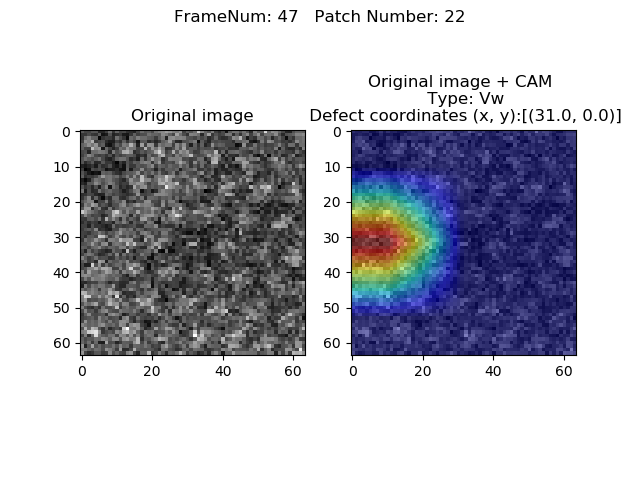 FrameNum: 47   Patch Number: 22
Original image
Original image + CAM
Type: Vw
Defect coordinates (x, y):[(31.0, 0.0)]
0
10
20
30
40
50
60
0 20 40 60
0
10
20
30
40
50
60
0 20 40 60